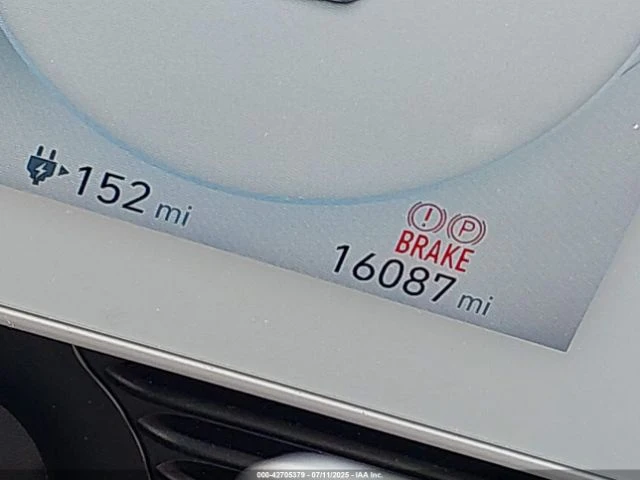 152 mi
(!) (P)
BRAKE
16087 mi
000-42705379 - 07/11/2025 - IAA Inc.